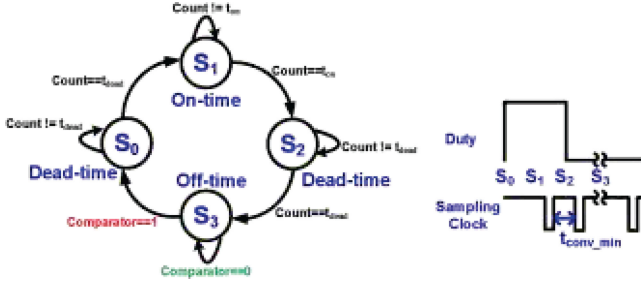 Count != t_on
S₁
Count==t_dead
Count==t_on
On-time
Count != t_dead
S₀
S₂
Count != t_dead
Dead-time
Off-time
Dead-time
S₃
Count==t_dead
Comparator==1
Comparator==0
Duty
S₀ S₁ S₂ S₃
Sampling
Clock
t_conv_min